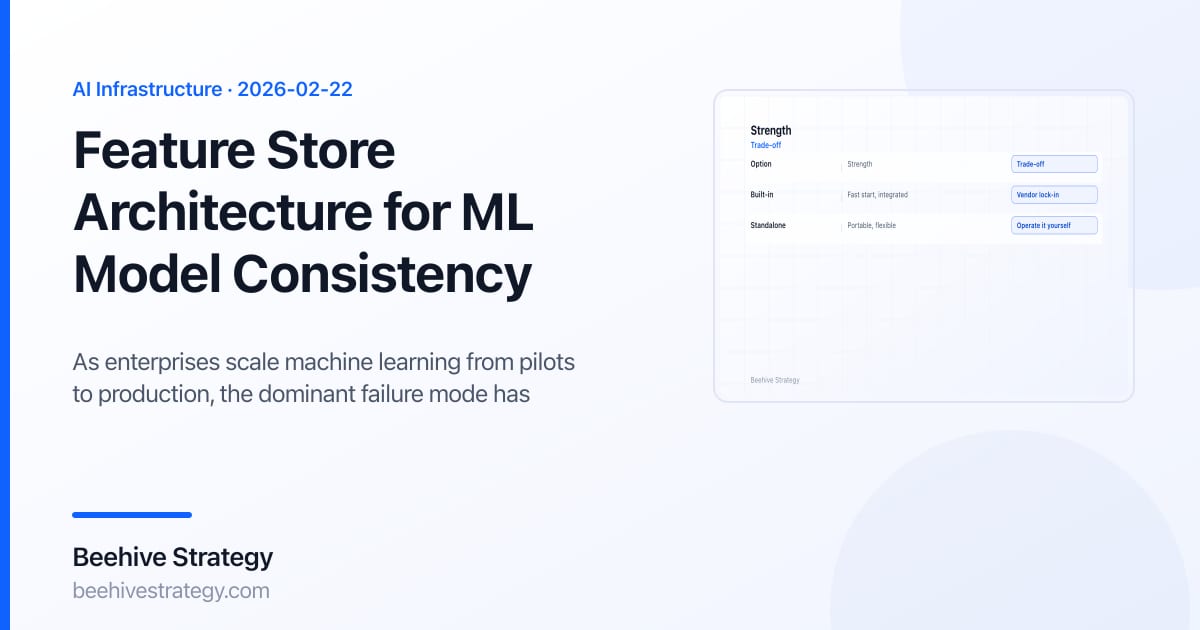 AI Infrastructure · 2026-02-22
Feature Store
Architecture for ML
Model Consistency
As enterprises scale machine learning from pilots
to production, the dominant failure mode has
Beehive Strategy
beehivestrategy.com
Strength
Trade-off
Option Strength Trade-off
Built-in Fast start, integrated Vendor lock-in
Standalone Portable, flexible Operate it yourself
Beehive Strategy